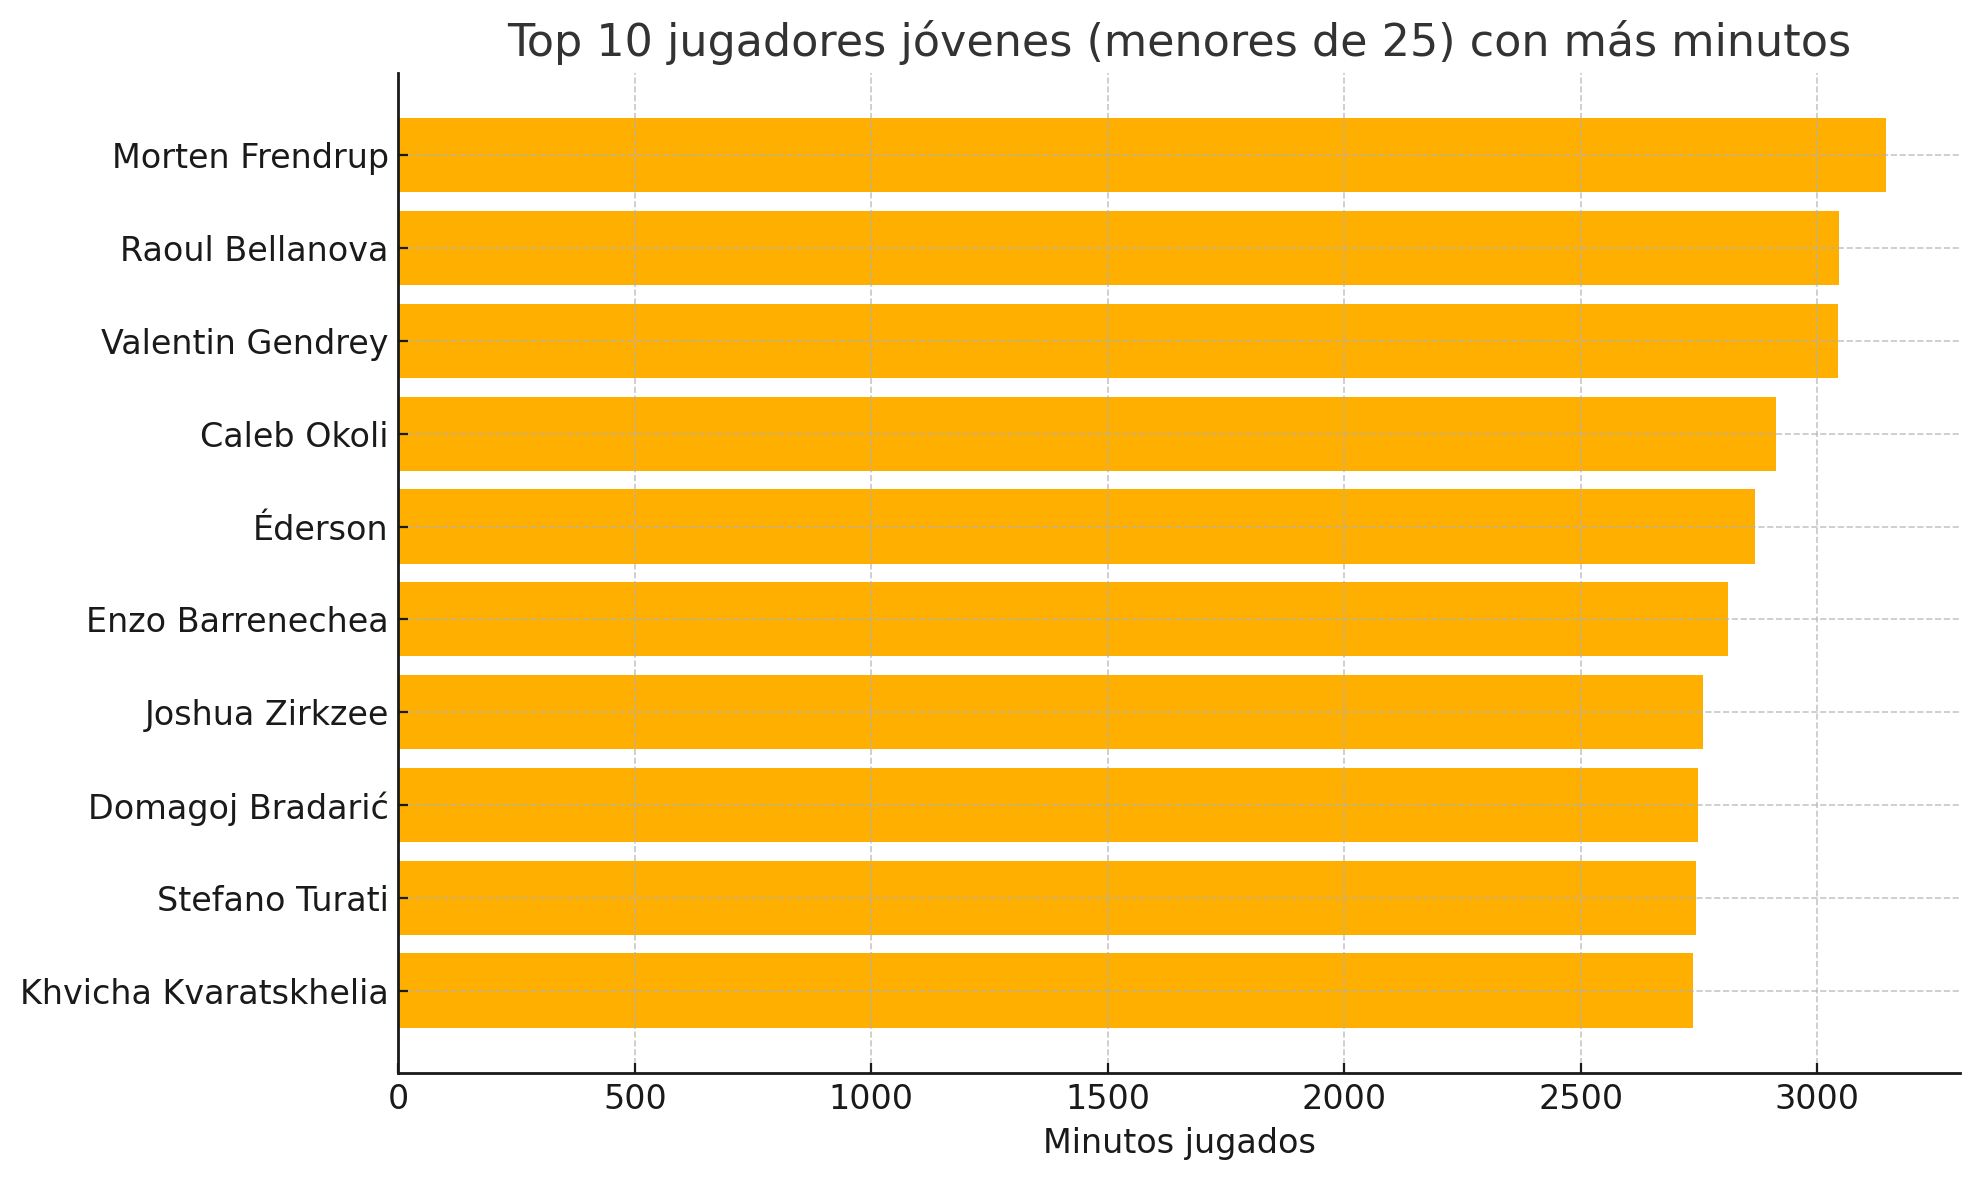 Top 10 jugadores jóvenes (menores de 25) con más minutos
Morten Frendrup
Raoul Bellanova
Valentin Gendrey
Caleb Okoli
Éderson
Enzo Barrenechea
Joshua Zirkzee
Domagoj Bradarić
Stefano Turati
Khvicha Kvaratskhelia
0 500 1000 1500 2000 2500 3000
Minutos jugados